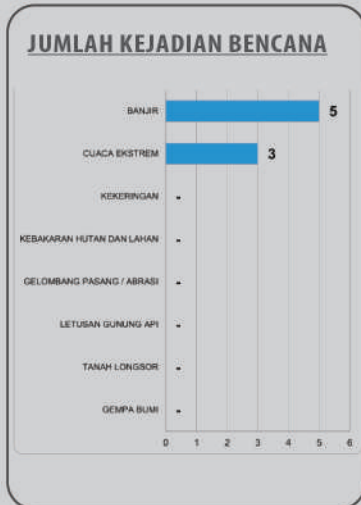 JUMLAH KEJADIAN BENCANA
BANJIR 5
CUACA EKSTREM 3
KEKERINGAN -
KEBAKARAN HUTAN DAN LAHAN -
GELOMBANG PASANG / ABRASI -
LETUSAN GUNUNG API -
TANAH LONGSOR -
GEMPA BUMI -
0 1 2 3 4 5 6